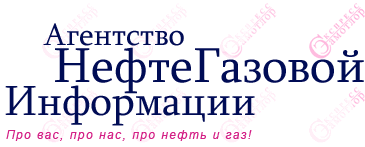 Агентство
НефтеГазовой
Информации
Про вас, про нас, про нефть и газ!